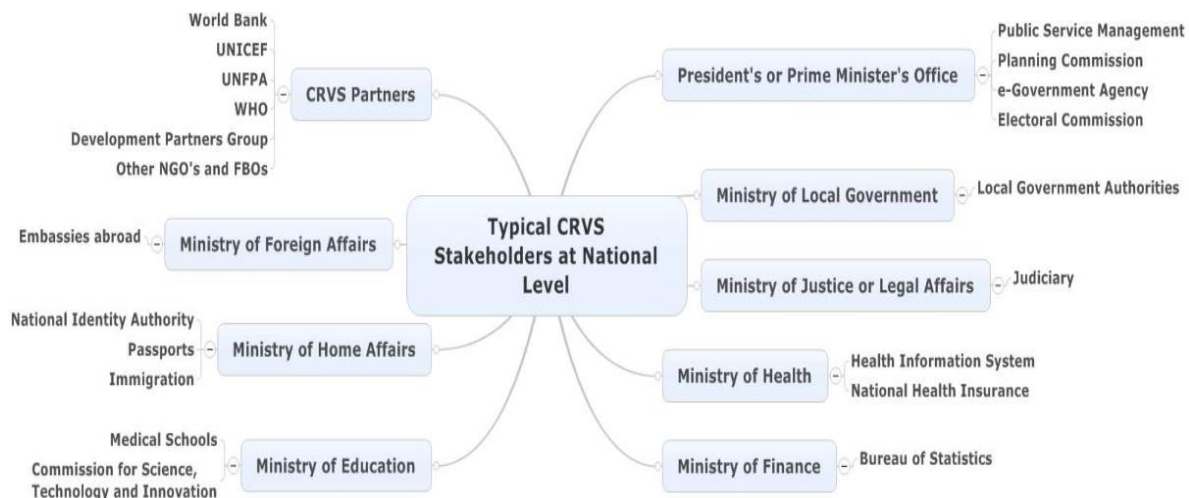 Typical CRVS
Stakeholders at National
Level
CRVS Partners
World Bank
UNICEF
UNFPA
WHO
Development Partners Group
Other NGO's and FBOs
Ministry of Foreign Affairs
Embassies abroad
Ministry of Home Affairs
National Identity Authority
Passports
Immigration
Ministry of Education
Medical Schools
Commission for Science,
Technology and Innovation
President's or Prime Minister's Office
Public Service Management
Planning Commission
e-Government Agency
Electoral Commission
Ministry of Local Government
Local Government Authorities
Ministry of Justice or Legal Affairs
Judiciary
Ministry of Health
Health Information System
National Health Insurance
Ministry of Finance
Bureau of Statistics